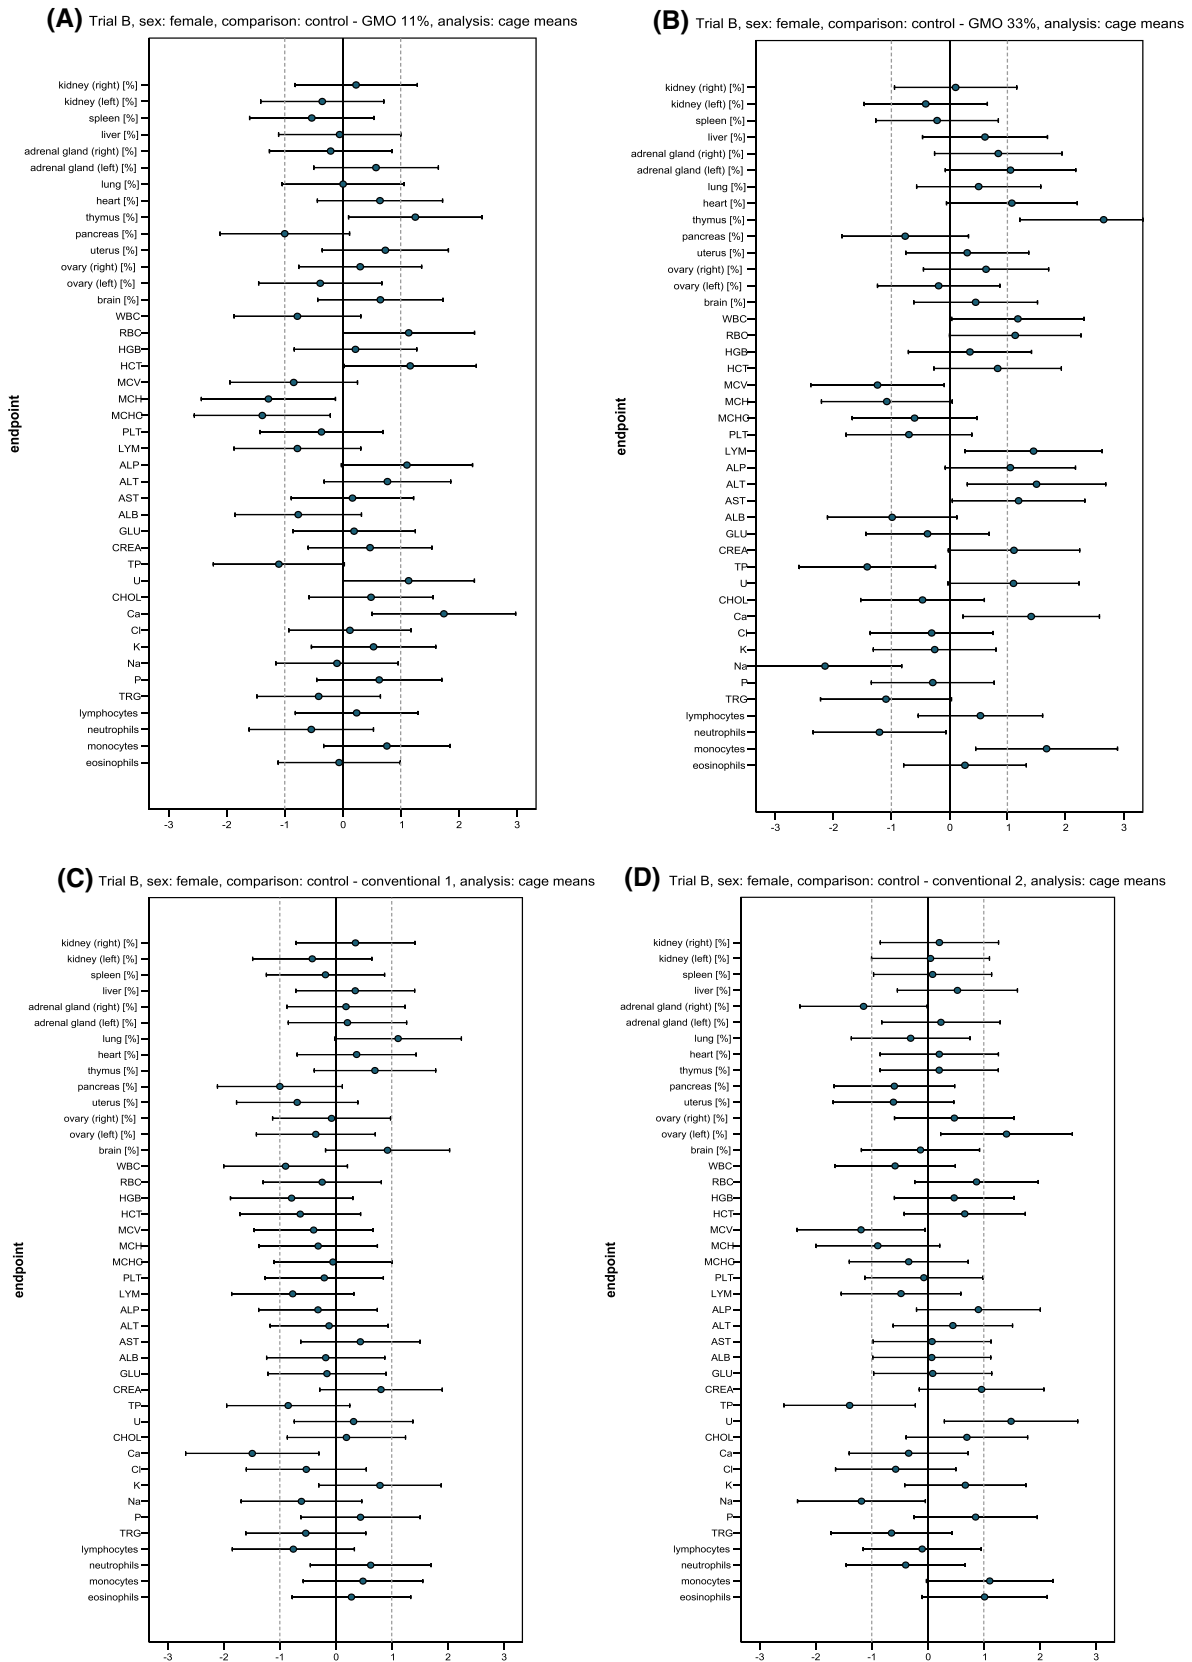 (A) Trial B, sex: female, comparison: control - GMO 11%, analysis: cage means
kidney (right) [%]
kidney (left) [%]
spleen [%]
liver [%]
adrenal gland (right) [%]
adrenal gland (left) [%]
lung [%]
heart [%]
thymus [%]
pancreas [%]
uterus [%]
ovary (right) [%]
ovary (left) [%]
brain [%]
WBC
RBC
HGB
HCT
MCV
MCH
MCHC
PLT
LYM
ALP
ALT
AST
ALB
GLU
CREA
TP
U
CHOL
Ca
Cl
K
Na
P
TRG
lymphocytes
neutrophils
monocytes
eosinophils
endpoint
-3 -2 -1 0 1 2 3
(B) Trial B, sex: female, comparison: control - GMO 33%, analysis: cage means
kidney (right) [%]
kidney (left) [%]
spleen [%]
liver [%]
adrenal gland (right) [%]
adrenal gland (left) [%]
lung [%]
heart [%]
thymus [%]
pancreas [%]
uterus [%]
ovary (right) [%]
ovary (left) [%]
brain [%]
WBC
RBC
HGB
HCT
MCV
MCH
MCHC
PLT
LYM
ALP
ALT
AST
ALB
GLU
CREA
TP
U
CHOL
Ca
Cl
K
Na
P
TRG
lymphocytes
neutrophils
monocytes
eosinophils
endpoint
-3 -2 -1 0 1 2 3
(C) Trial B, sex: female, comparison: control - conventional 1, analysis: cage means
kidney (right) [%]
kidney (left) [%]
spleen [%]
liver [%]
adrenal gland (right) [%]
adrenal gland (left) [%]
lung [%]
heart [%]
thymus [%]
pancreas [%]
uterus [%]
ovary (right) [%]
ovary (left) [%]
brain [%]
WBC
RBC
HGB
HCT
MCV
MCH
MCHC
PLT
LYM
ALP
ALT
AST
ALB
GLU
CREA
TP
U
CHOL
Ca
Cl
K
Na
P
TRG
lymphocytes
neutrophils
monocytes
eosinophils
endpoint
-3 -2 -1 0 1 2 3
(D) Trial B, sex: female, comparison: control - conventional 2, analysis: cage means
kidney (right) [%]
kidney (left) [%]
spleen [%]
liver [%]
adrenal gland (right) [%]
adrenal gland (left) [%]
lung [%]
heart [%]
thymus [%]
pancreas [%]
uterus [%]
ovary (right) [%]
ovary (left) [%]
brain [%]
WBC
RBC
HGB
HCT
MCV
MCH
MCHC
PLT
LYM
ALP
ALT
AST
ALB
GLU
CREA
TP
U
CHOL
Ca
Cl
K
Na
P
TRG
lymphocytes
neutrophils
monocytes
eosinophils
endpoint
-3 -2 -1 0 1 2 3